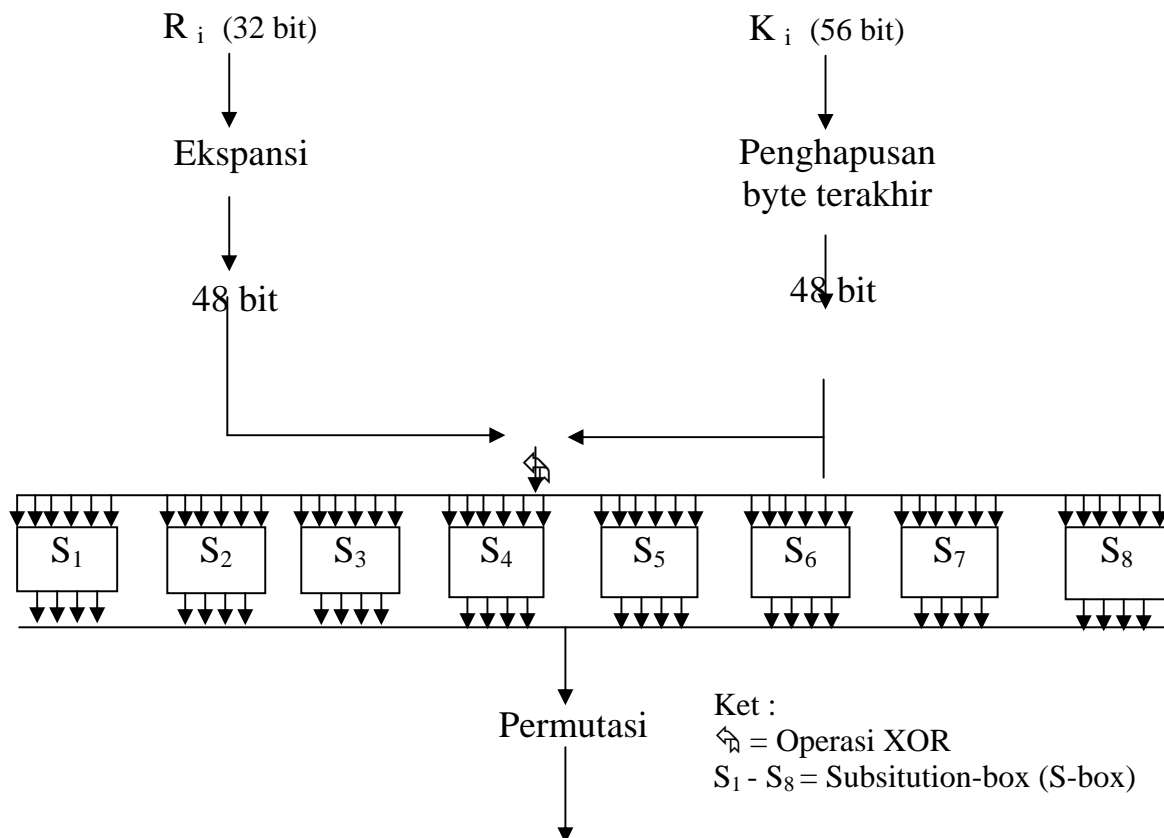 R i (32 bit)
K i (56 bit)
Ekspansi
Penghapusan
byte terakhir
48 bit
48 bit
S1 S2 S3 S4 S5 S6 S7 S8
Permutasi
Ket :
= Operasi XOR
S1 - S8 = Subsitution-box (S-box)